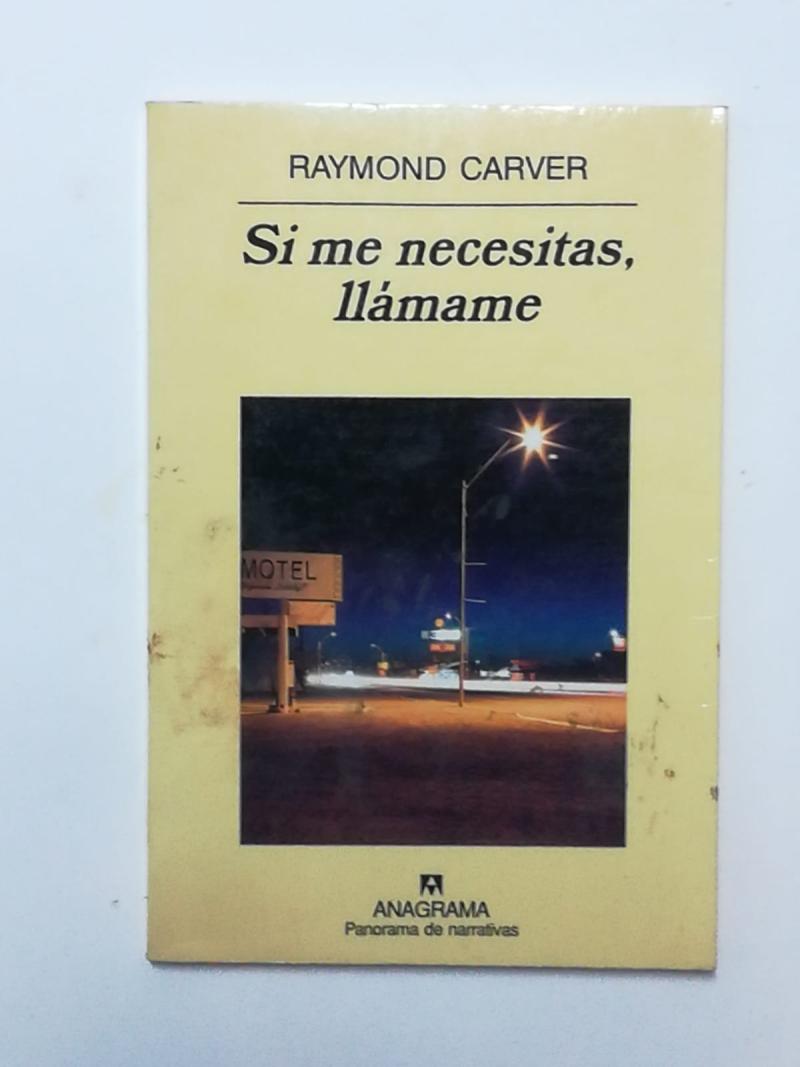 RAYMOND CARVER
Si me necesitas,
llámame
MOTEL
ANAGRAMA
Panorama de narrativas